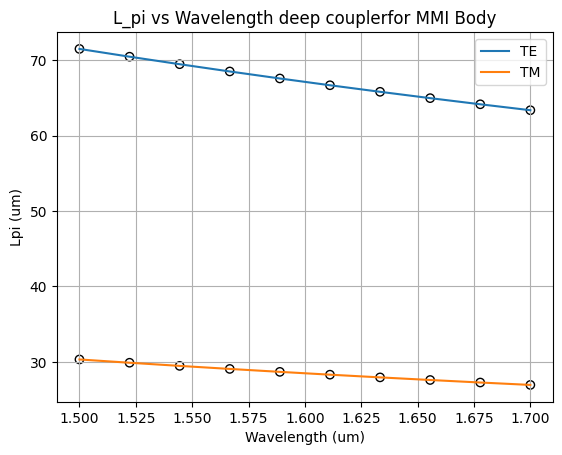 L_pi vs Wavelength deep couplerfor MMI Body
TE
TM
Lpi (um)
70
60
50
40
30
1.500 1.525 1.550 1.575 1.600 1.625 1.650 1.675 1.700
Wavelength (um)